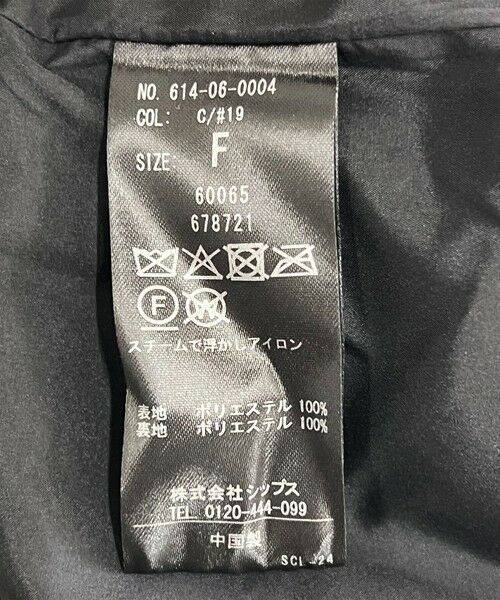 NO. 614-06-0004
COL: C/#19
SIZE: F
60065
678721
F W
スチームで浮かしアイロン
表地 ポリエステル 100%
裏地 ポリエステル 100%
株式会社シップス
TEL 0120-444-099
中国製
SCL-24